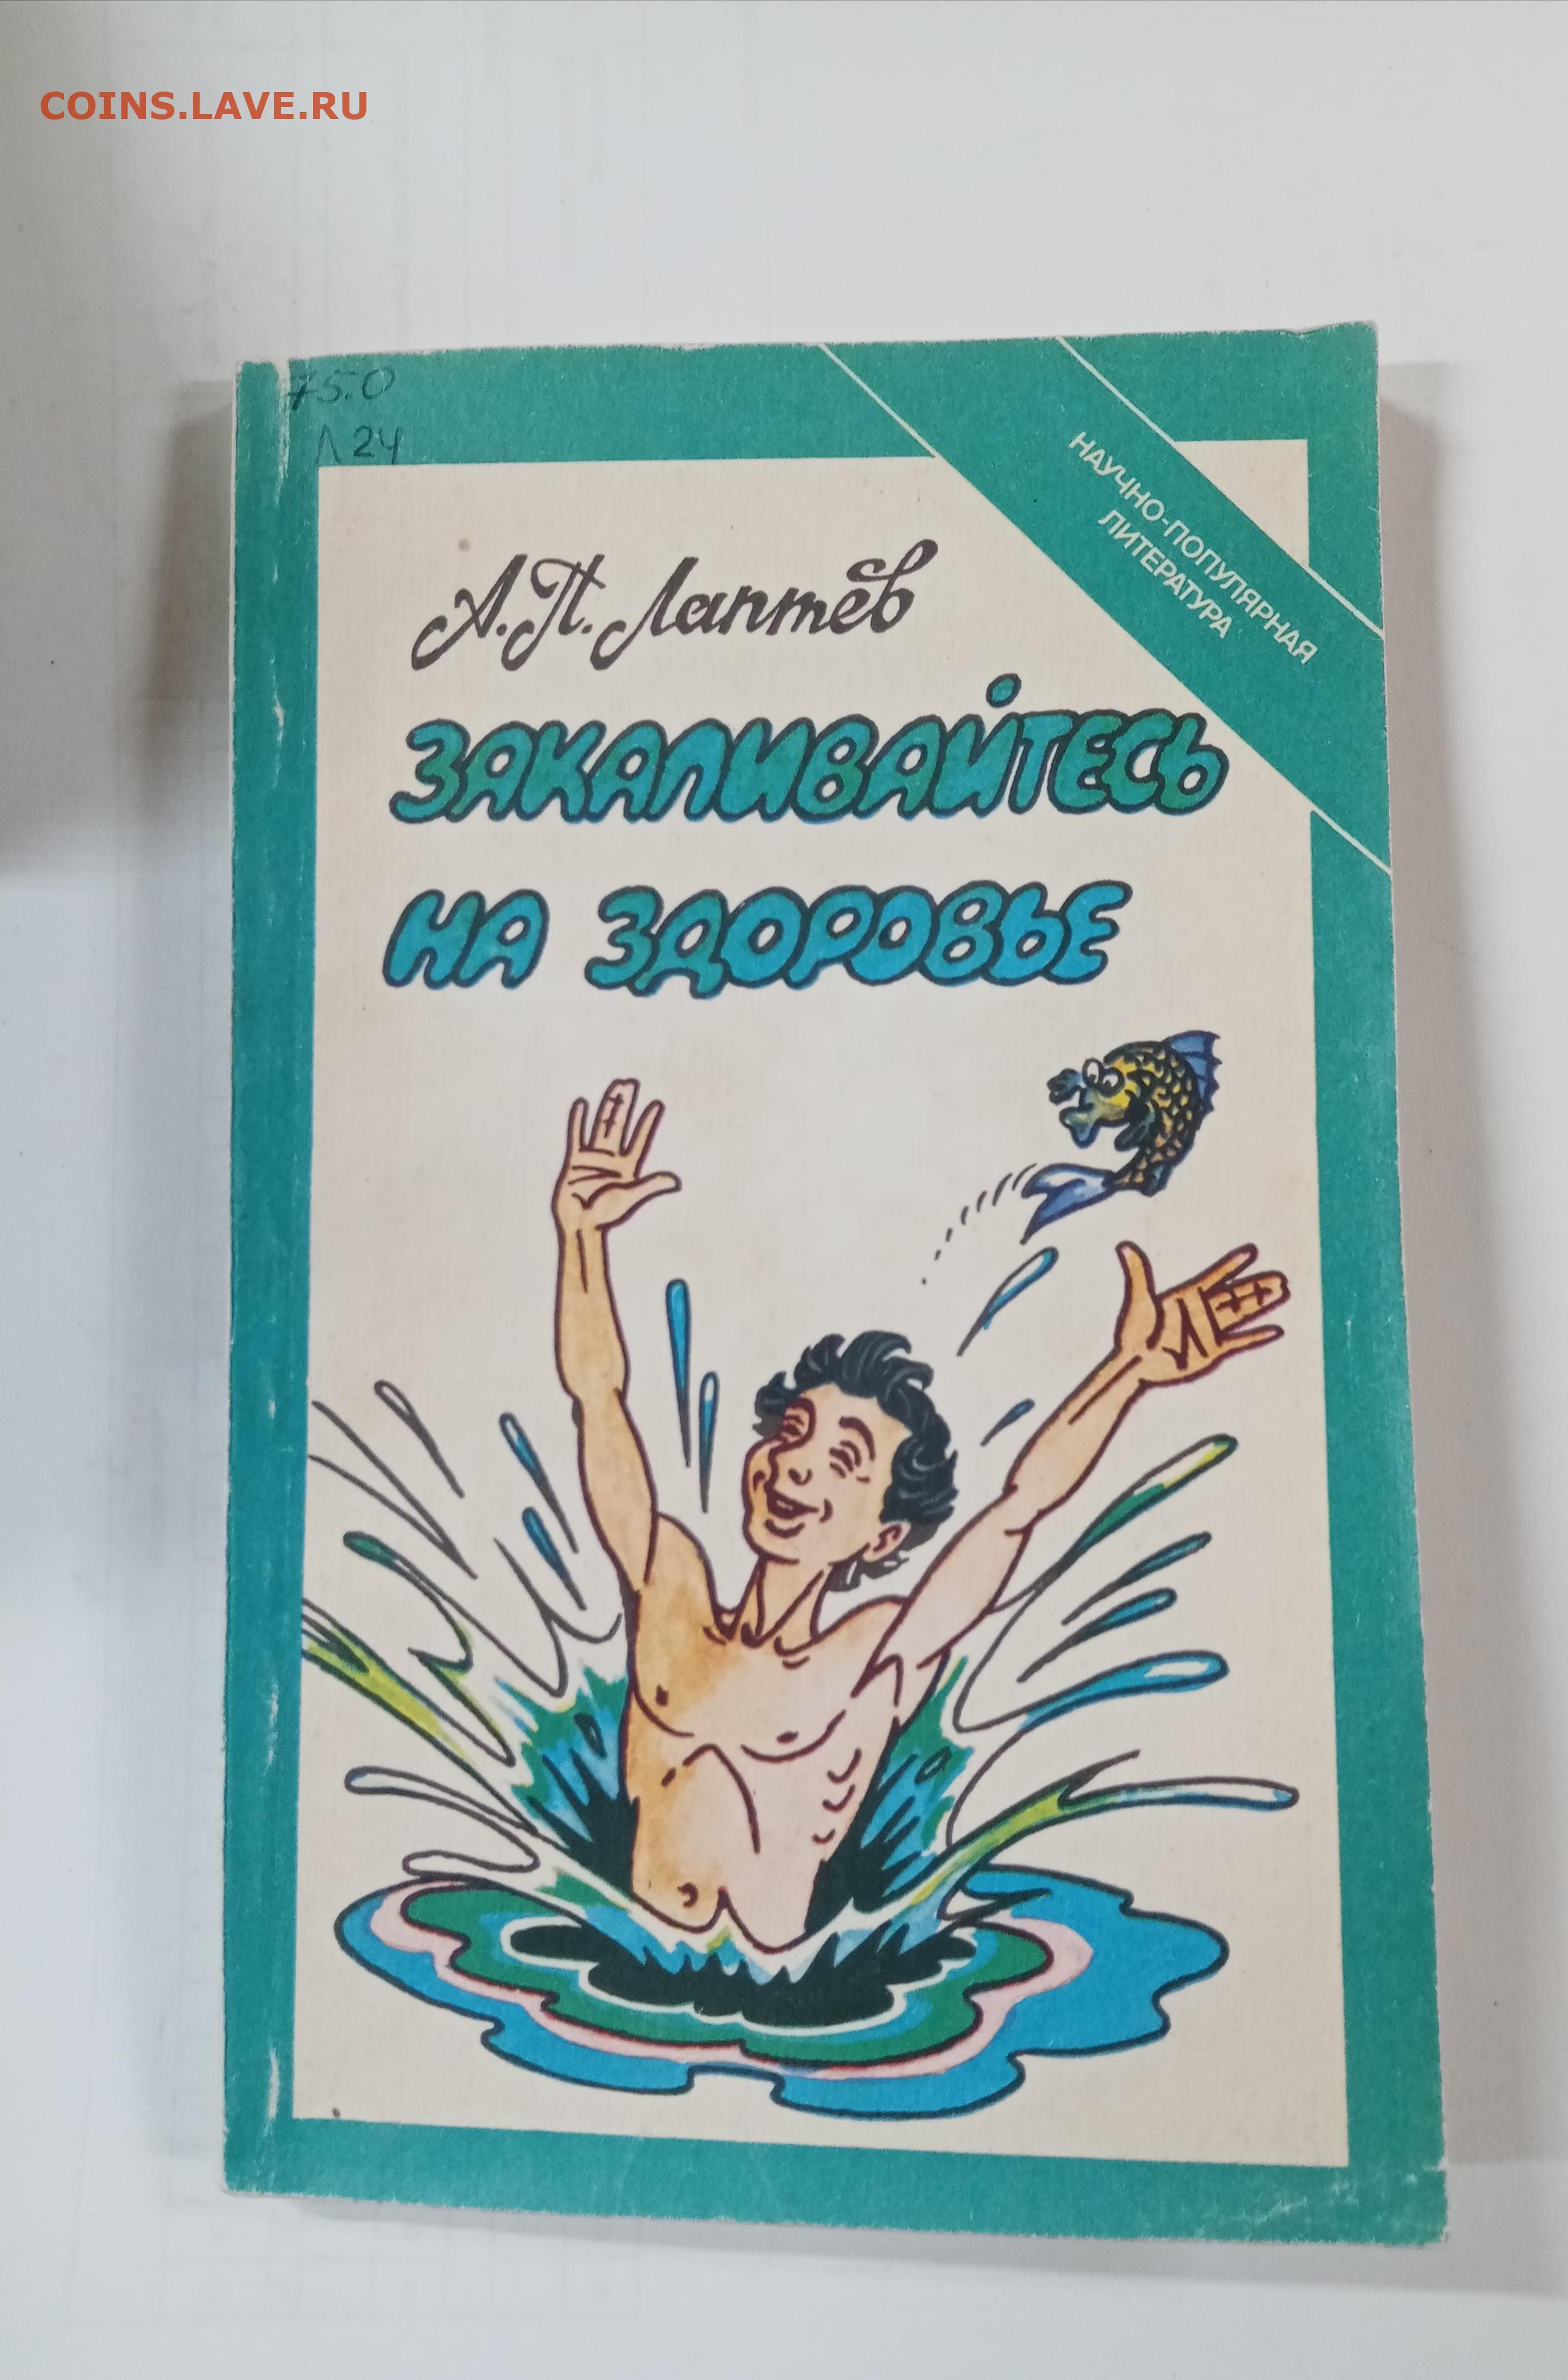 COINS.LAVE.RU
75.0
Л24
НАУЧНО-ПОПУЛЯРНАЯ
ЛИТЕРАТУРА
А.П. Лаптев
ЗАКАЛИВАЙТЕСЬ
НА ЗДОРОВЬЕ